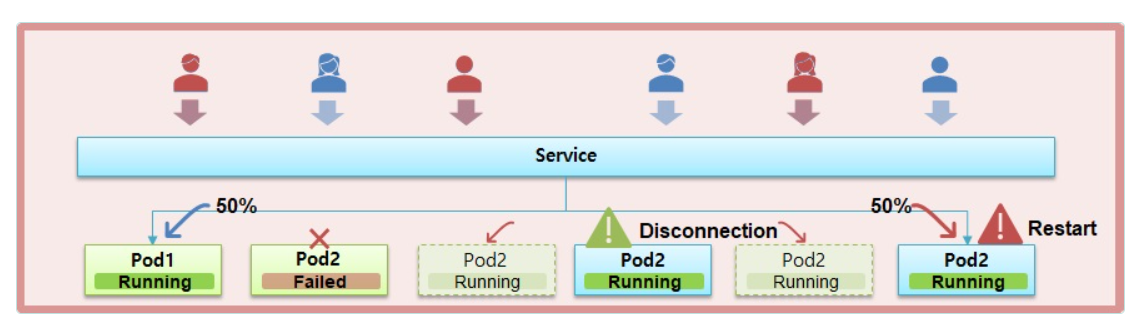 Service
50%
50%
Disconnection
Restart
Pod1
Running
Pod2
Failed
Pod2
Running
Pod2
Running
Pod2
Running
Pod2
Running